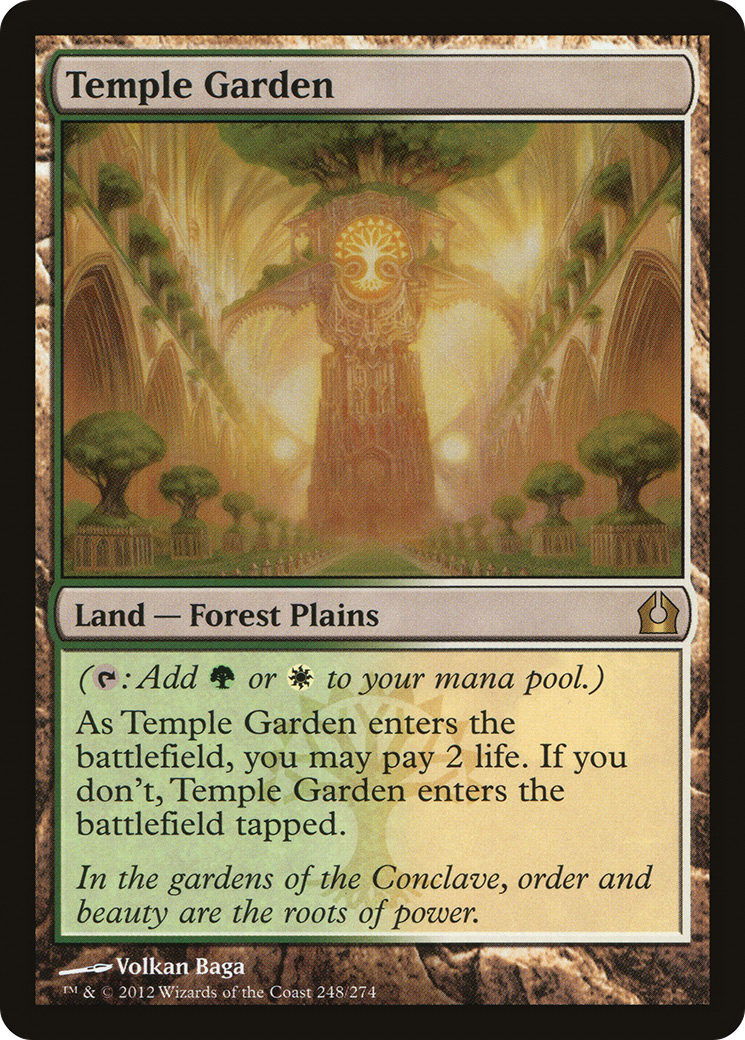 Temple Garden
Land — Forest Plains
(: Add or to your mana pool.)
As Temple Garden enters the
battlefield, you may pay 2 life. If you
don't, Temple Garden enters the
battlefield tapped.
In the gardens of the Conclave, order and
beauty are the roots of power.
Volkan Baga
™ & © 2012 Wizards of the Coast 248/274